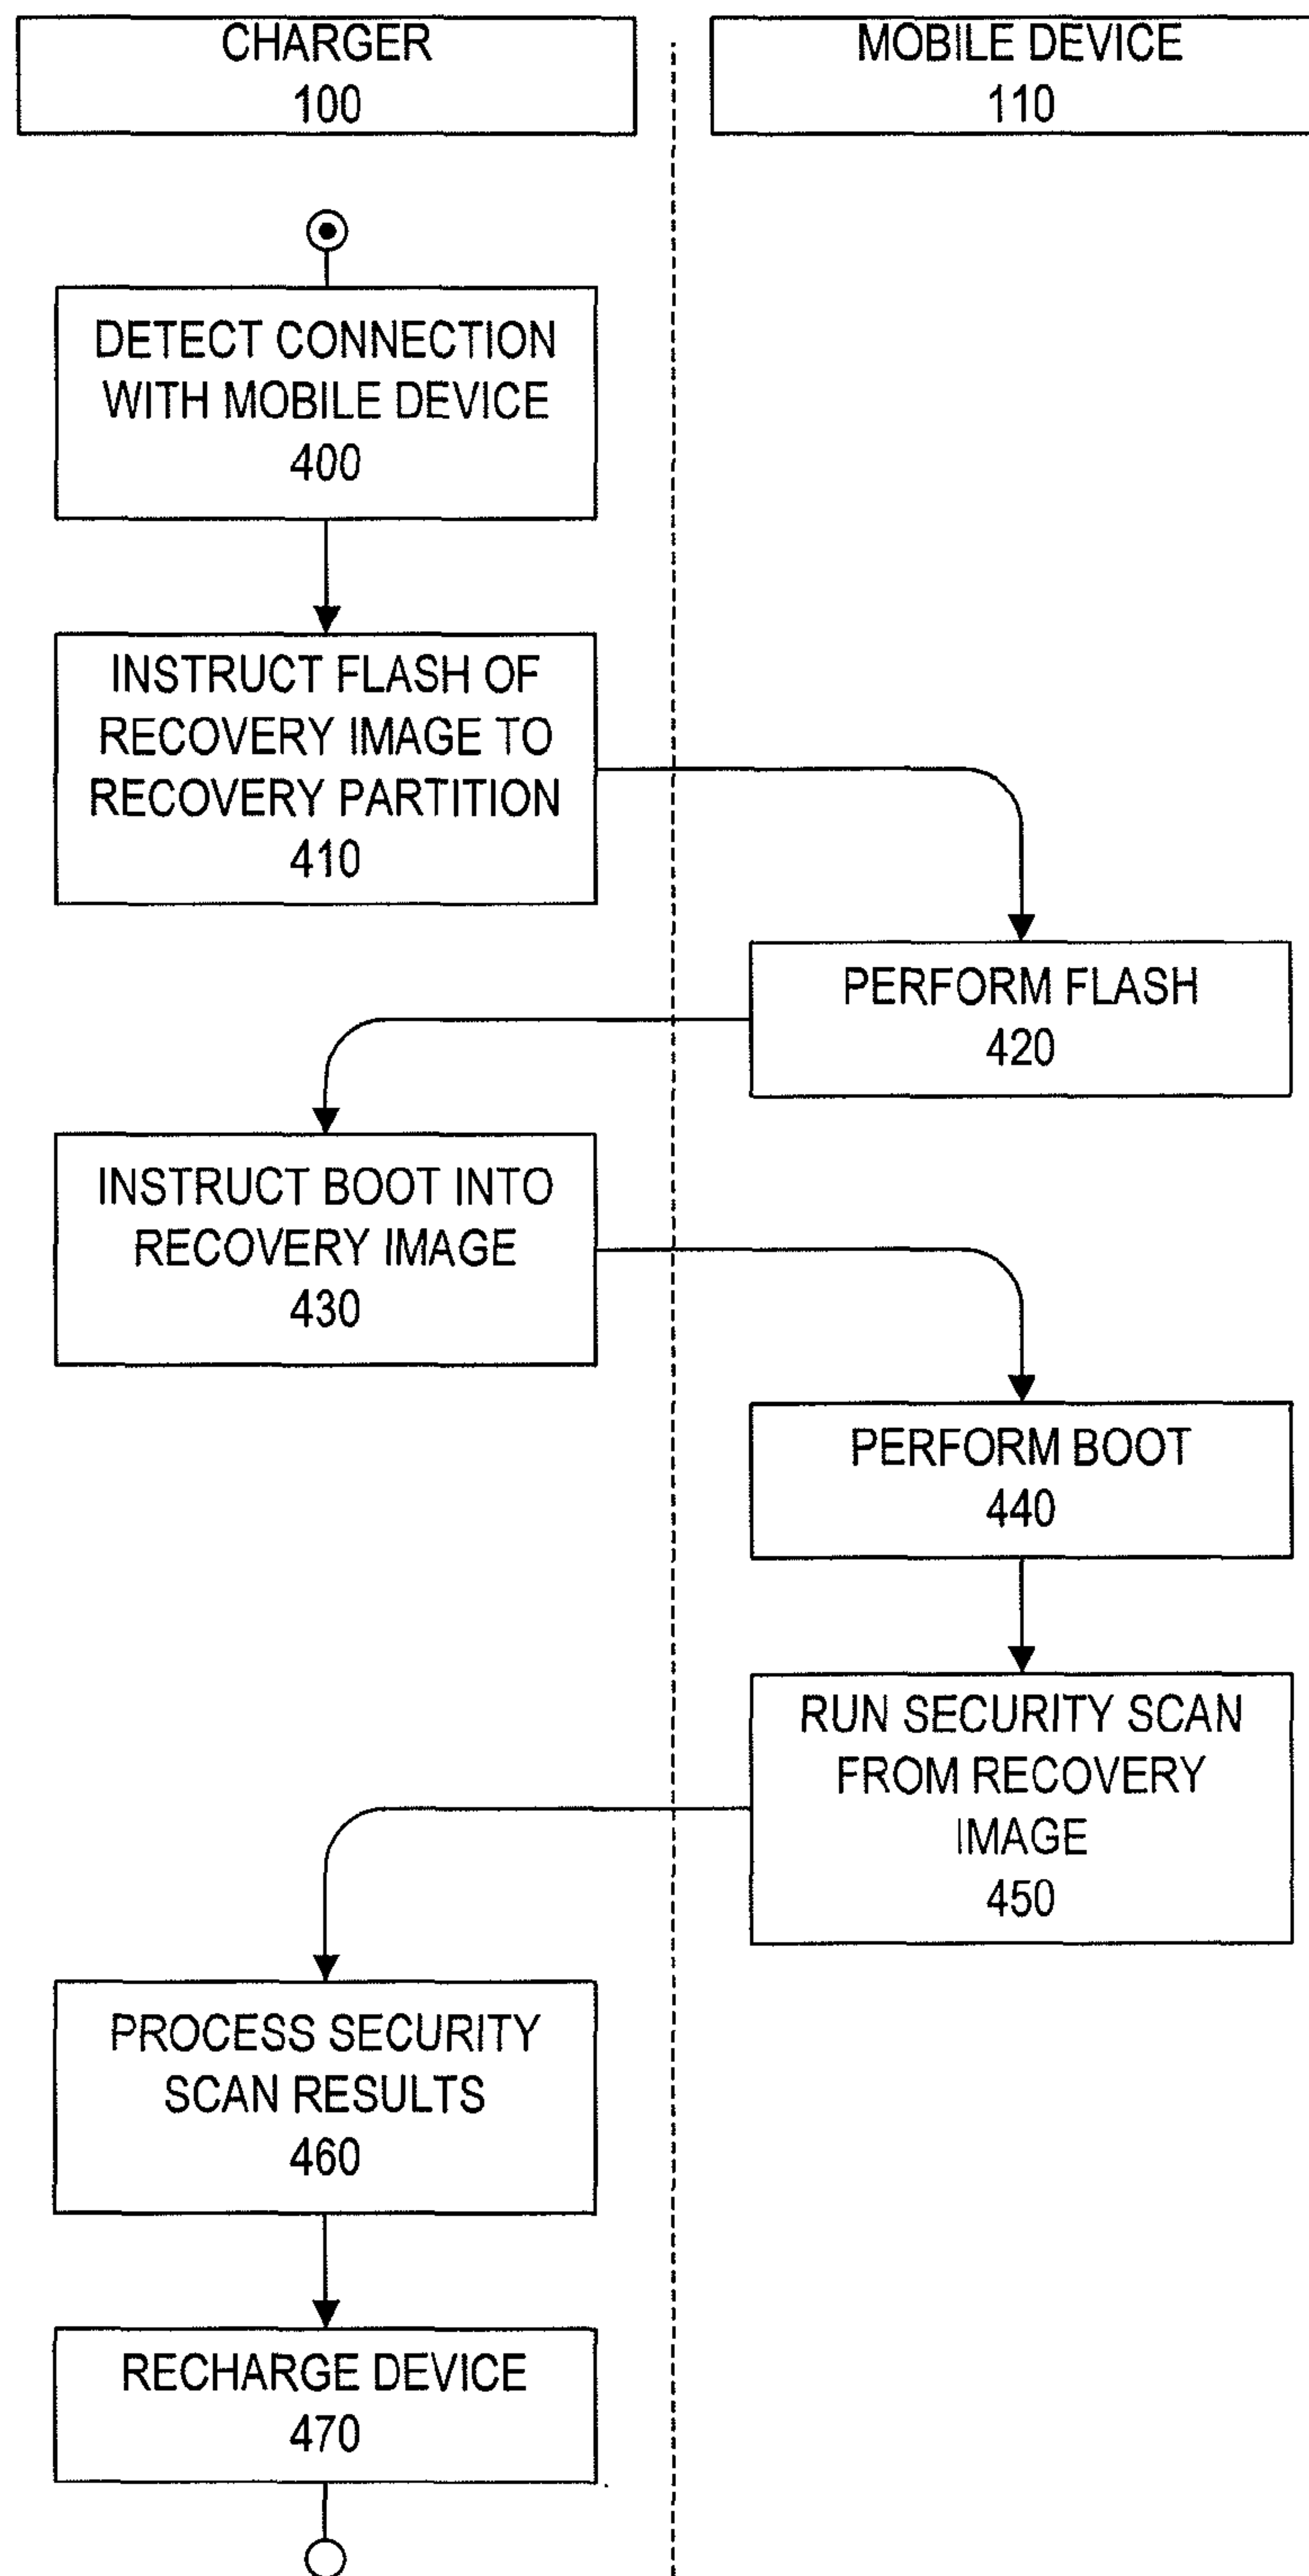 CHARGER
100
MOBILE DEVICE
110
DETECT CONNECTION
WITH MOBILE DEVICE
400
INSTRUCT FLASH OF
RECOVERY IMAGE TO
RECOVERY PARTITION
410
PERFORM FLASH
420
INSTRUCT BOOT INTO
RECOVERY IMAGE
430
PERFORM BOOT
440
RUN SECURITY SCAN
FROM RECOVERY
IMAGE
450
PROCESS SECURITY
SCAN RESULTS
460
RECHARGE DEVICE
470